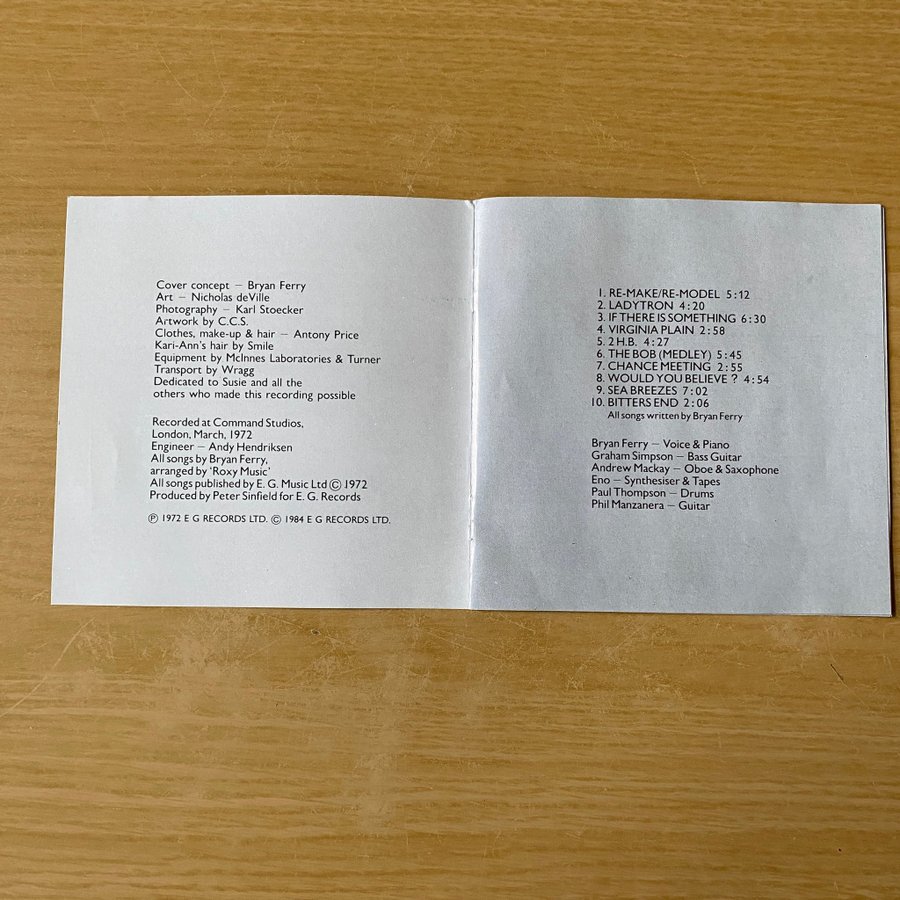 Cover concept — Bryan Ferry
Art — Nicholas deVille
Photography — Karl Stoecker
Artwork by C.C.S.
Clothes, make-up & hair — Antony Price
Kari-Ann's hair by Smile
Equipment by McInnes Laboratories & Turner
Transport by Wragg
Dedicated to Susie and all the
others who made this recording possible
Recorded at Command Studios,
London, March, 1972
Engineer — Andy Hendriksen
All songs by Bryan Ferry,
arranged by 'Roxy Music'
All songs published by E. G. Music Ltd © 1972
Produced by Peter Sinfield for E. G. Records
℗ 1972 E G RECORDS LTD. © 1984 E G RECORDS LTD.
1. RE-MAKE/RE-MODEL 5:12
2. LADYTRON 4:20
3. IF THERE IS SOMETHING 6:30
4. VIRGINIA PLAIN 2:58
5. 2 H.B. 4:27
6. THE BOB (MEDLEY) 5:45
7. CHANCE MEETING 2:55
8. WOULD YOU BELIEVE ? 4:54
9. SEA BREEZES 7:02
10. BITTERS END 2:06
All songs written by Bryan Ferry
Bryan Ferry — Voice & Piano
Graham Simpson — Bass Guitar
Andrew Mackay — Oboe & Saxophone
Eno — Synthesiser & Tapes
Paul Thompson — Drums
Phil Manzanera — Guitar